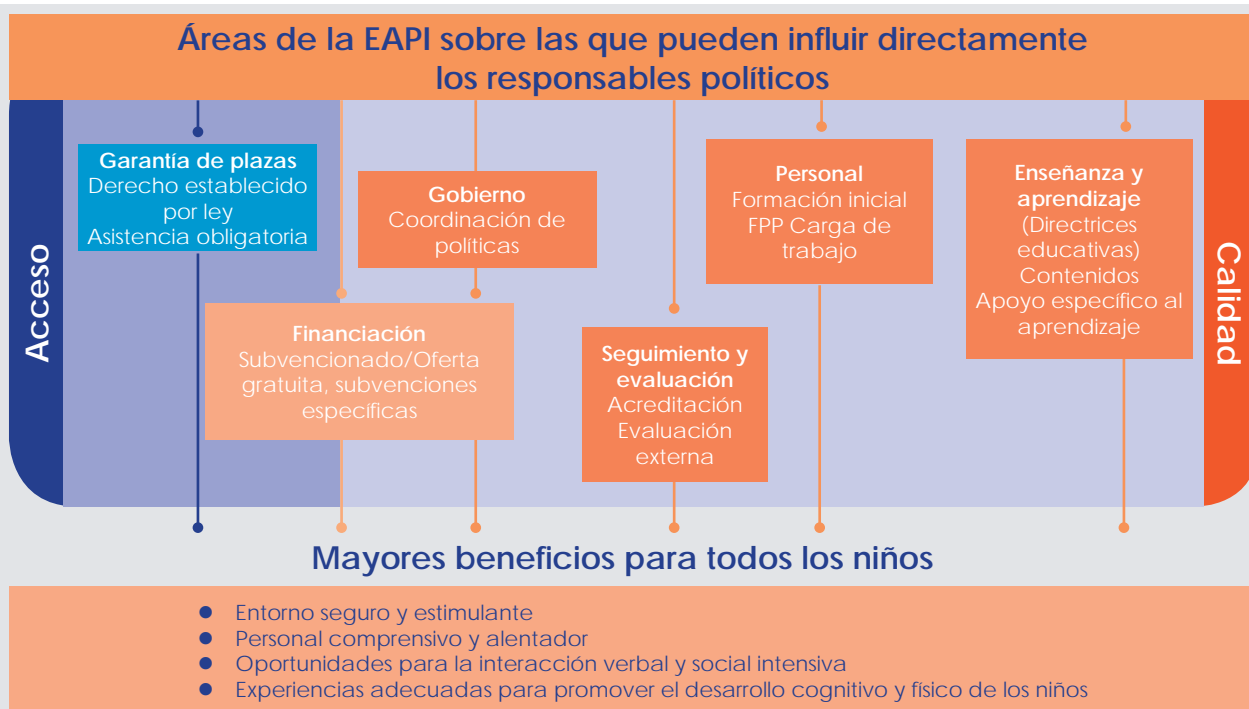 Áreas de la EAPI sobre las que pueden influir directamente
los responsables políticos
Acceso
Garantía de plazas
Derecho establecido
por ley
Asistencia obligatoria
Gobierno
Coordinación de
políticas
Financiación
Subvencionado/Oferta
gratuita, subvenciones
específicas
Seguimiento y
evaluación
Acreditación
Evaluación
externa
Personal
Formación inicial
FPP Carga de
trabajo
Enseñanza y
aprendizaje
(Directrices
educativas)
Contenidos
Apoyo específico al
aprendizaje
Calidad
Mayores beneficios para todos los niños
● Entorno seguro y estimulante
● Personal comprensivo y alentador
● Oportunidades para la interacción verbal y social intensiva
● Experiencias adecuadas para promover el desarrollo cognitivo y físico de los niños